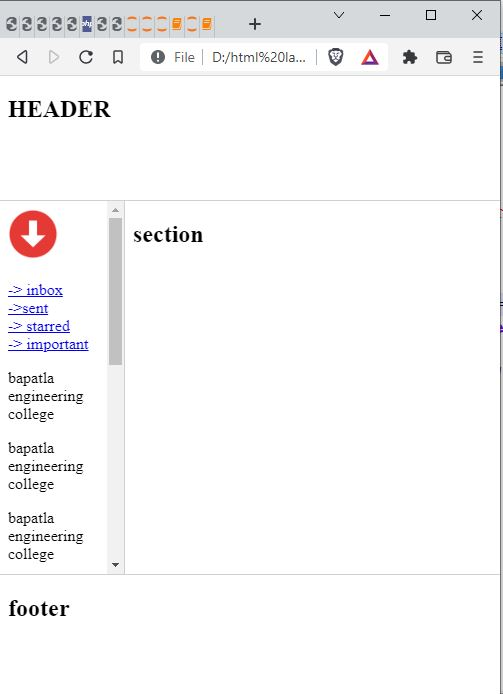 php
File
D:/html%20la...
HEADER
section
-> inbox
->sent
-> starred
-> important
bapatla
engineering
college
bapatla
engineering
college
bapatla
engineering
college
footer